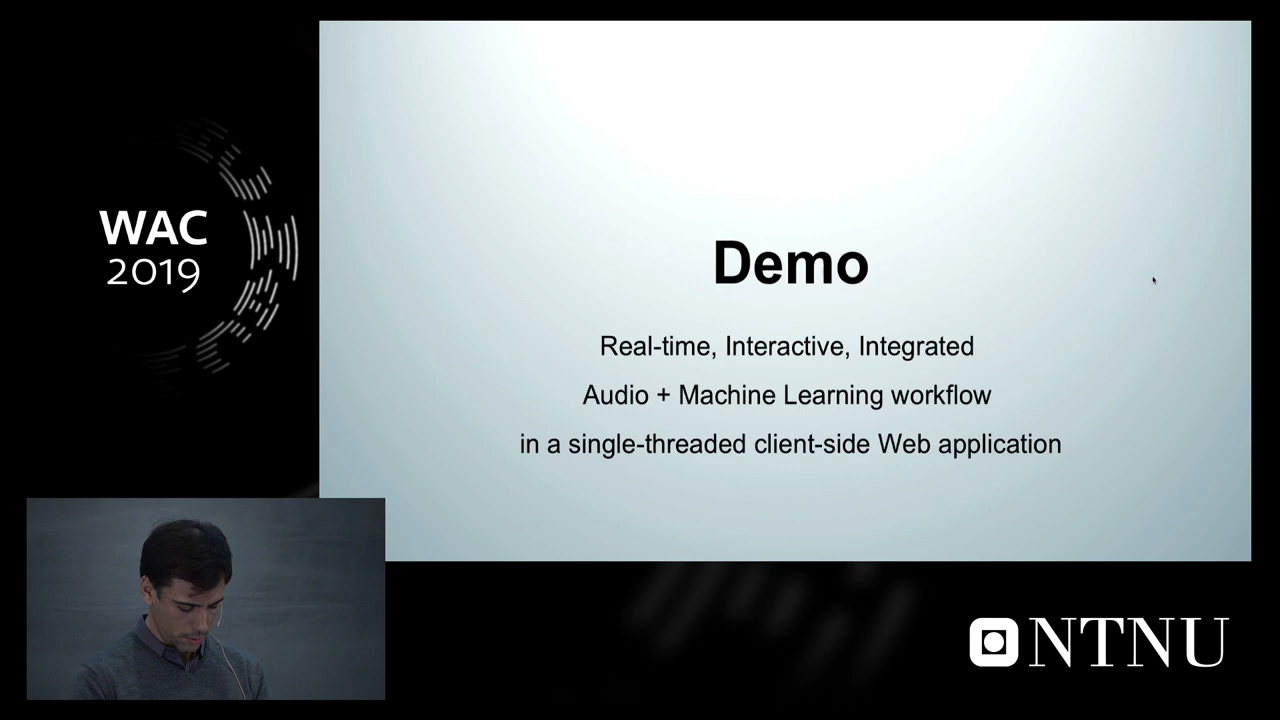 WAC
2019
Demo
Real-time, Interactive, Integrated
Audio + Machine Learning workflow
in a single-threaded client-side Web application
NTNU